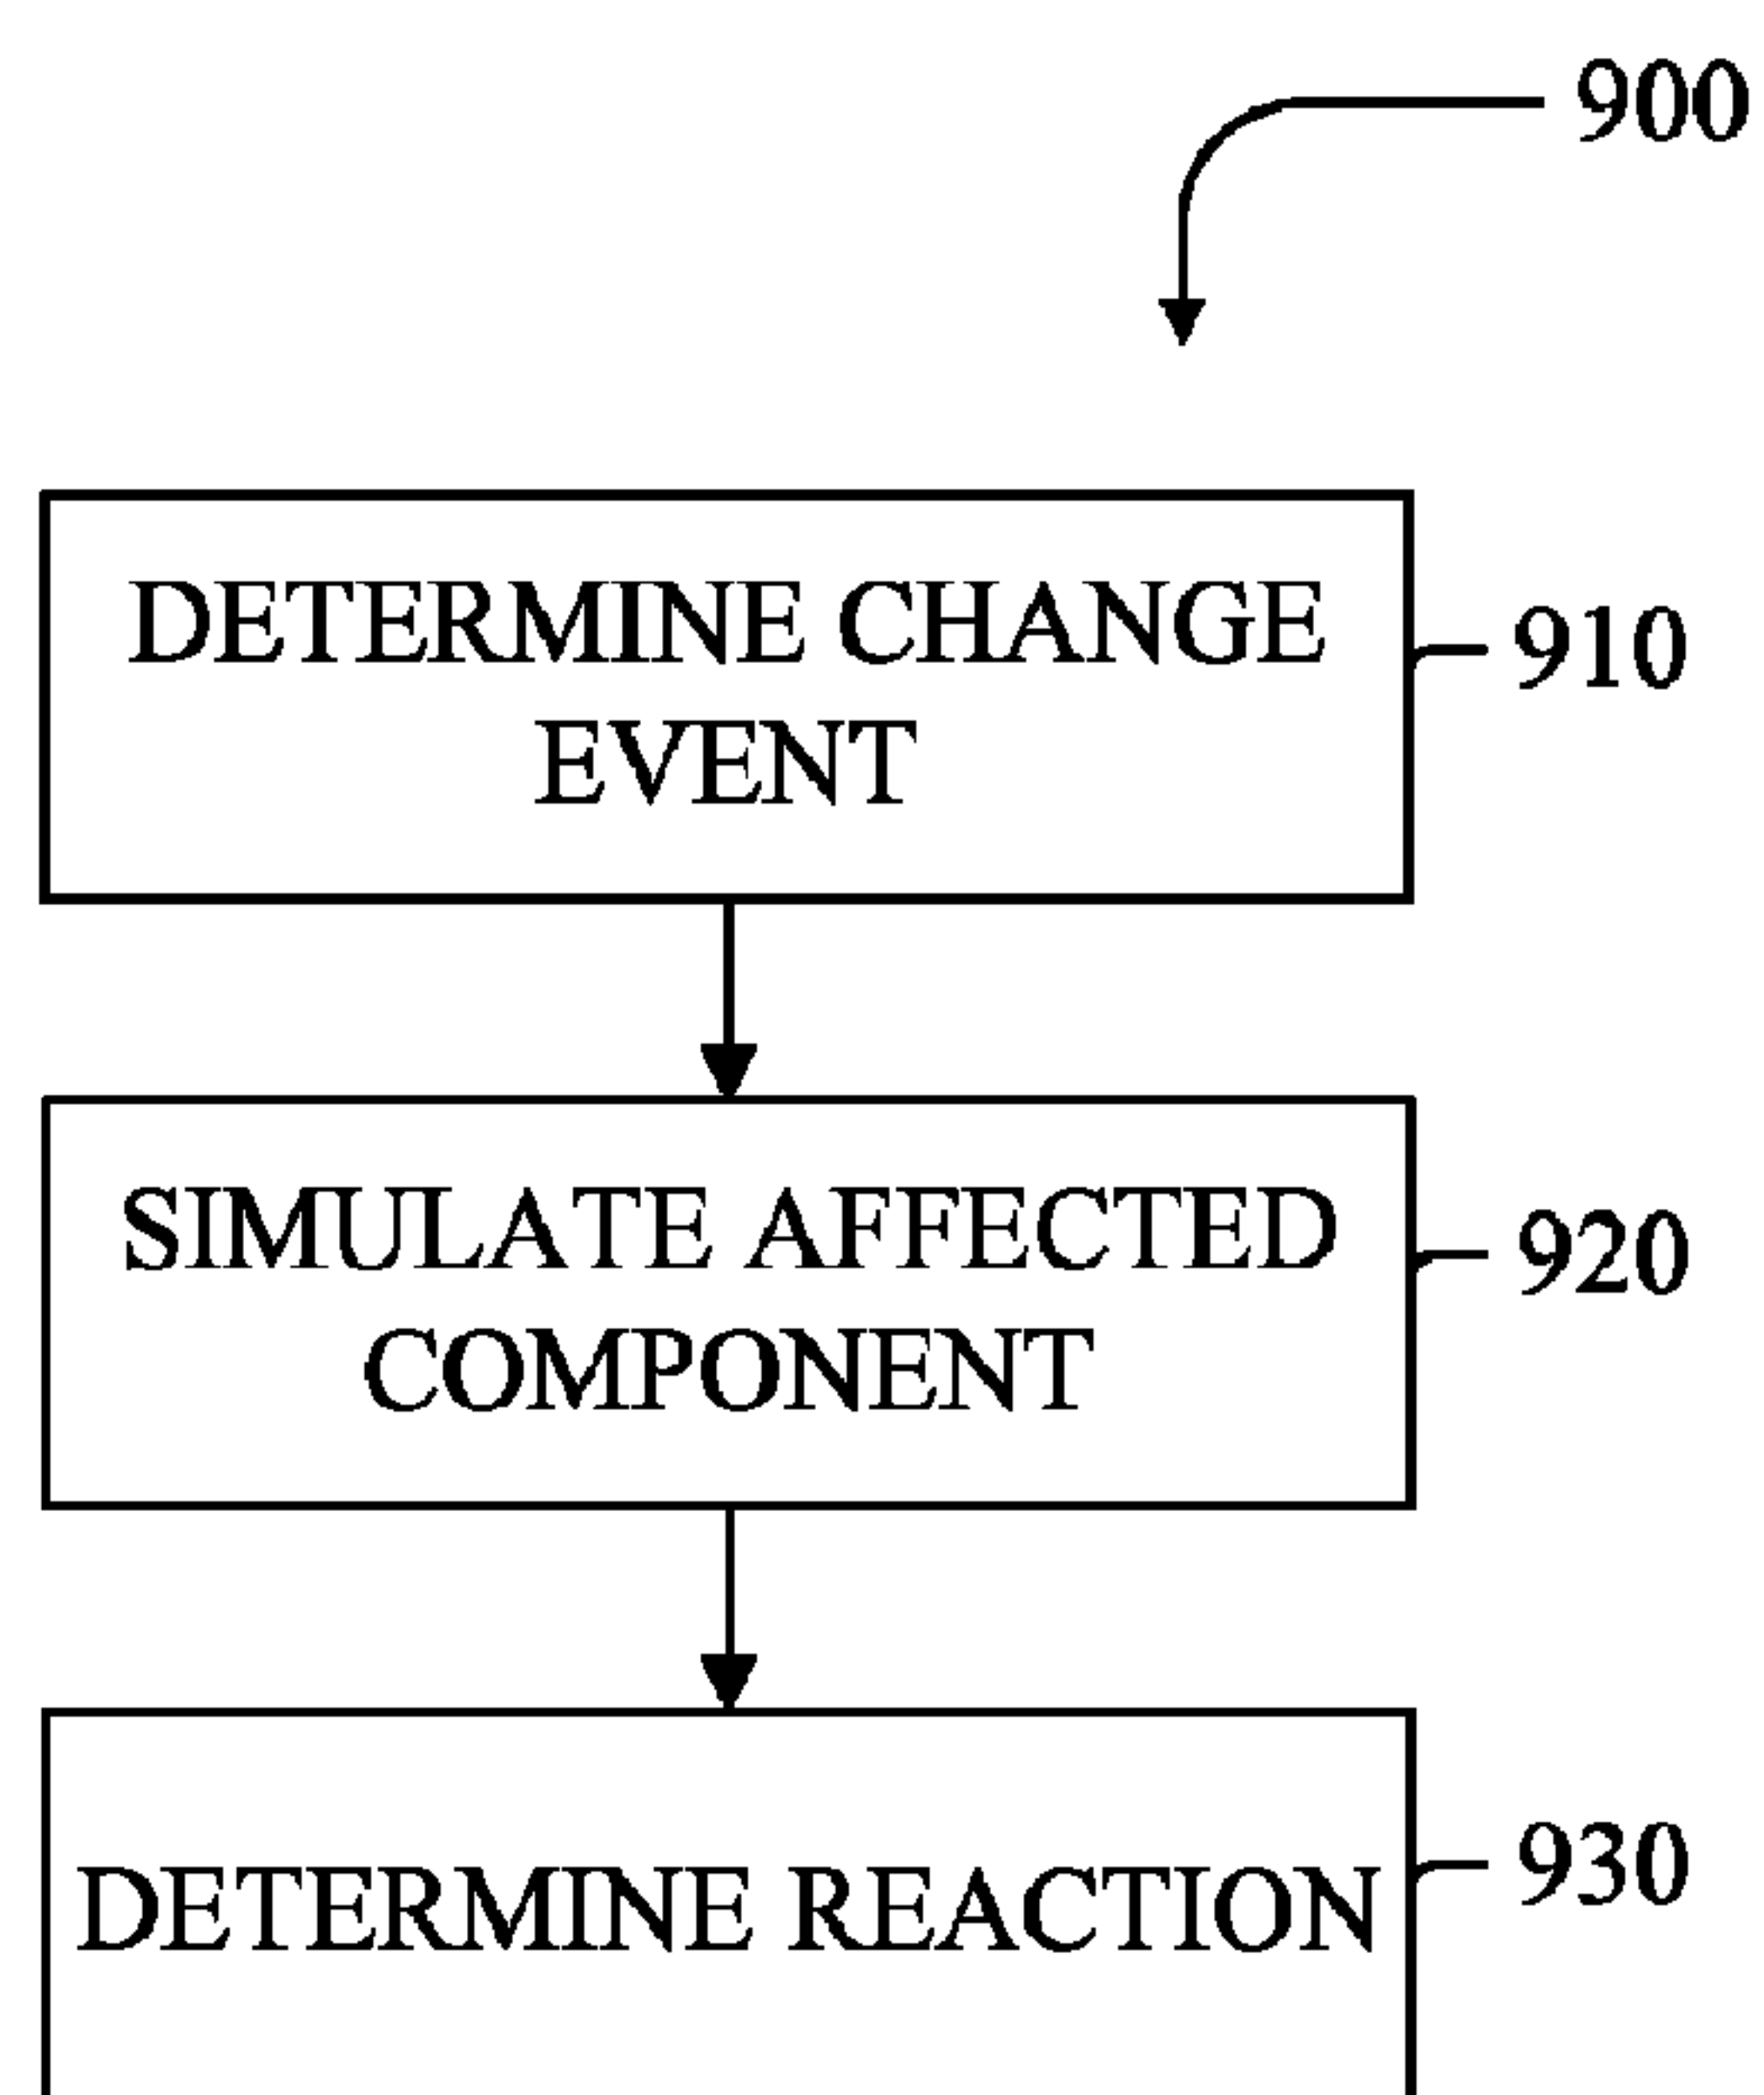 900
DETERMINE CHANGE
EVENT
910
SIMULATE AFFECTED
COMPONENT
920
DETERMINE REACTION
930